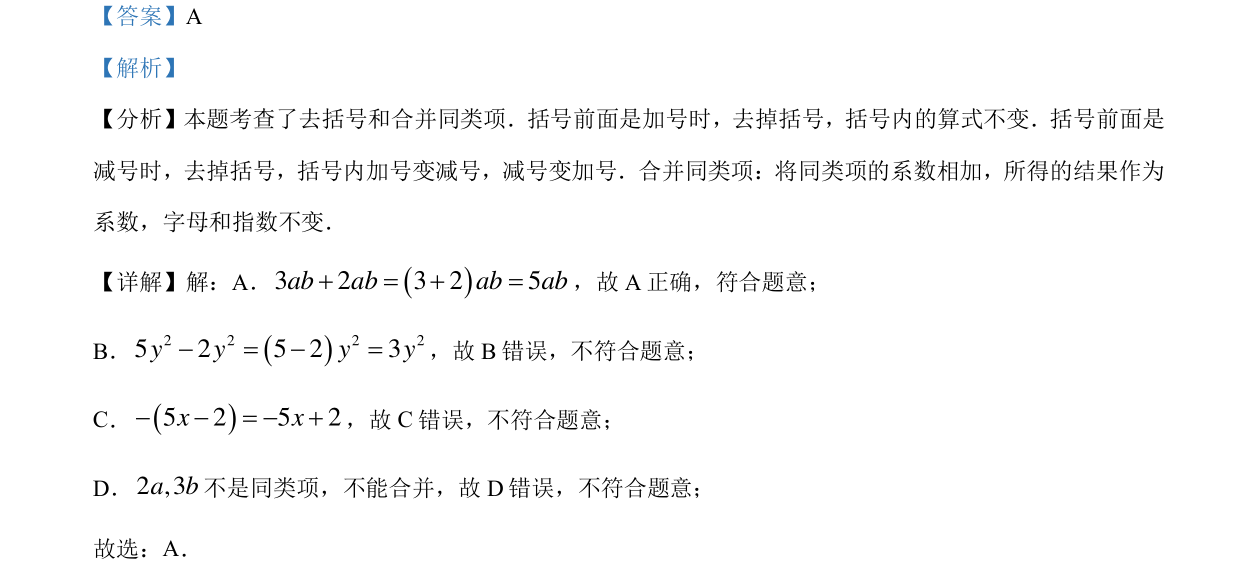 【答案】A
【解析】
【分析】本题考查了去括号和合并同类项．括号前面是加号时，去掉括号，括号内的算式不变．括号前面是
减号时，去掉括号，括号内加号变减号，减号变加号．合并同类项：将同类项的系数相加，所得的结果作为
系数，字母和指数不变．
【详解】解：A．3ab+2ab=(3+2)ab=5ab，故 A 正确，符合题意；
B．5y²−2y²=(5−2)y²=3y²，故 B 错误，不符合题意；
C．−(5x−2)=−5x+2，故 C 错误，不符合题意；
D．2a,3b 不是同类项，不能合并，故 D 错误，不符合题意；
故选：A．